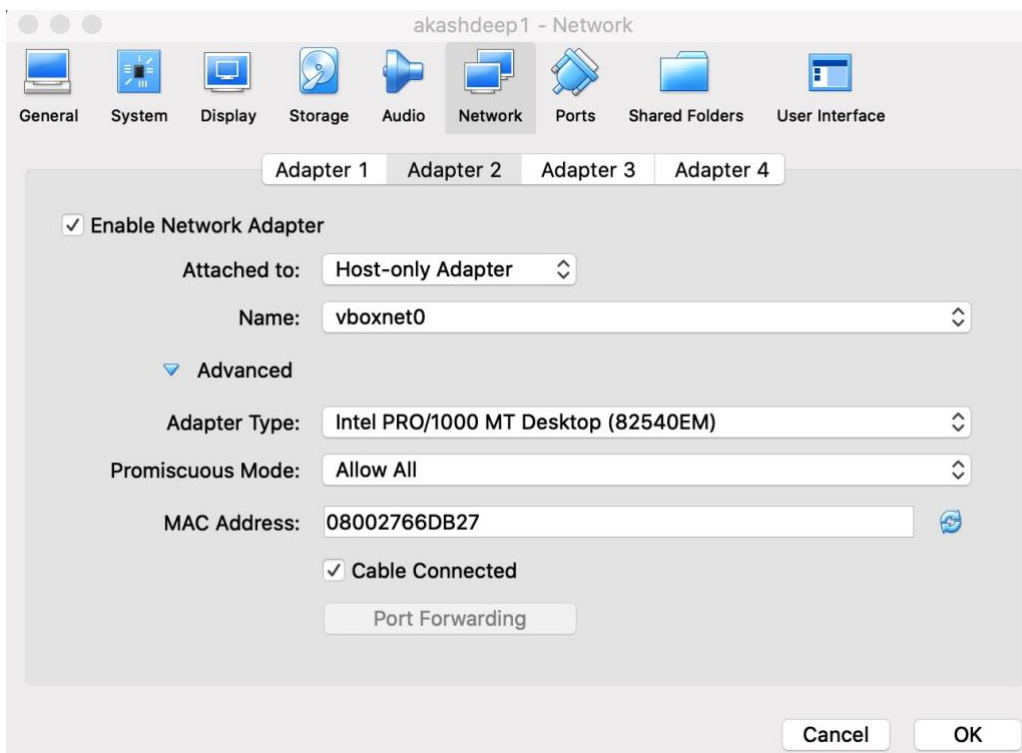 akashdeep1 - Network
General System Display Storage Audio Network Ports Shared Folders User Interface
Adapter 1 Adapter 2 Adapter 3 Adapter 4
Enable Network Adapter
Attached to: Host-only Adapter
Name: vboxnet0
Advanced
Adapter Type: Intel PRO/1000 MT Desktop (82540EM)
Promiscuous Mode: Allow All
MAC Address: 08002766DB27
Cable Connected
Port Forwarding
Cancel OK